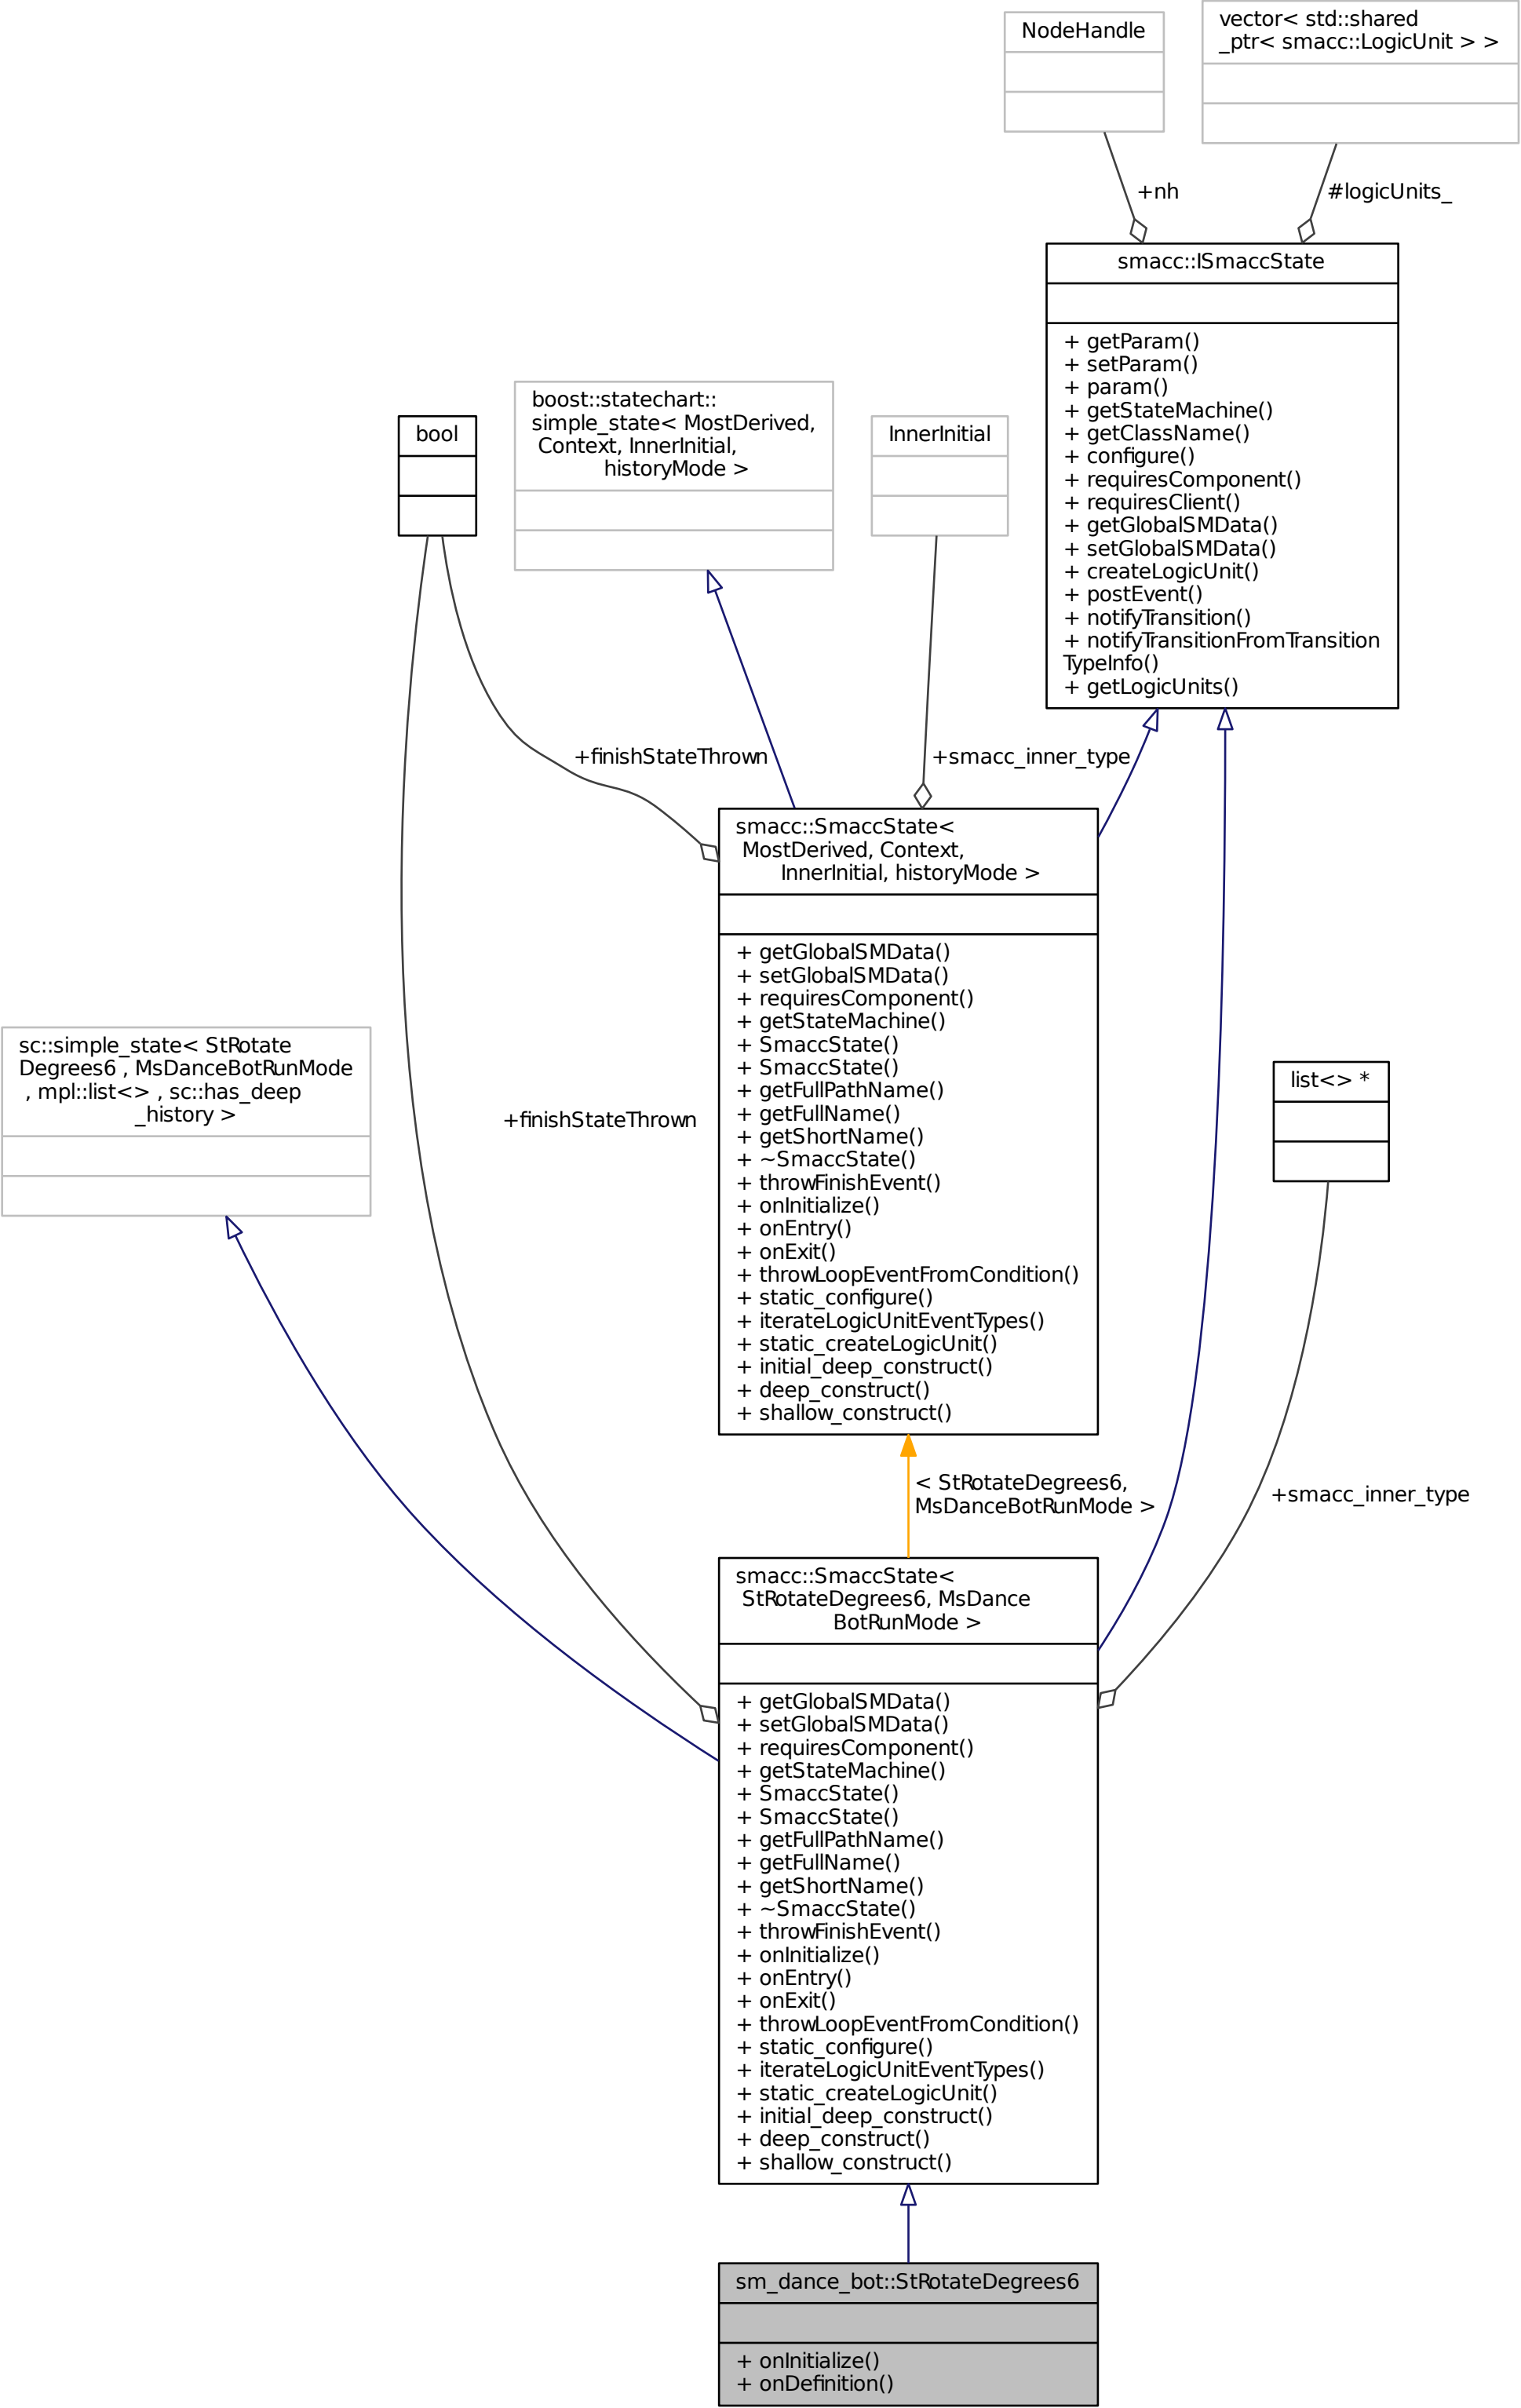 NodeHandle
vector< std::shared
_ptr< smacc::LogicUnit > >
+nh
#logicUnits_
smacc::ISmaccState
+ getParam()
+ setParam()
+ param()
+ getStateMachine()
+ getClassName()
+ configure()
+ requiresComponent()
+ requiresClient()
+ getGlobalSMData()
+ setGlobalSMData()
+ createLogicUnit()
+ postEvent()
+ notifyTransition()
+ notifyTransitionFromTransition
TypeInfo()
+ getLogicUnits()
bool
boost::statechart::
simple_state< MostDerived,
Context, InnerInitial,
historyMode >
InnerInitial
+finishStateThrown
+smacc_inner_type
smacc::SmaccState<
MostDerived, Context,
InnerInitial, historyMode >
+ getGlobalSMData()
+ setGlobalSMData()
+ requiresComponent()
+ getStateMachine()
+ SmaccState()
+ SmaccState()
+ getFullPathName()
+ getFullName()
+ getShortName()
+ ~SmaccState()
+ throwFinishEvent()
+ onInitialize()
+ onEntry()
+ onExit()
+ throwLoopEventFromCondition()
+ static_configure()
+ iterateLogicUnitEventTypes()
+ static_createLogicUnit()
+ initial_deep_construct()
+ deep_construct()
+ shallow_construct()
sc::simple_state< StRotate
Degrees6 , MsDanceBotRunMode
, mpl::list<> , sc::has_deep
_history >
+finishStateThrown
list<> *
< StRotateDegrees6,
MsDanceBotRunMode >
+smacc_inner_type
smacc::SmaccState<
StRotateDegrees6, MsDance
BotRunMode >
+ getGlobalSMData()
+ setGlobalSMData()
+ requiresComponent()
+ getStateMachine()
+ SmaccState()
+ SmaccState()
+ getFullPathName()
+ getFullName()
+ getShortName()
+ ~SmaccState()
+ throwFinishEvent()
+ onInitialize()
+ onEntry()
+ onExit()
+ throwLoopEventFromCondition()
+ static_configure()
+ iterateLogicUnitEventTypes()
+ static_createLogicUnit()
+ initial_deep_construct()
+ deep_construct()
+ shallow_construct()
sm_dance_bot::StRotateDegrees6
+ onInitialize()
+ onDefinition()